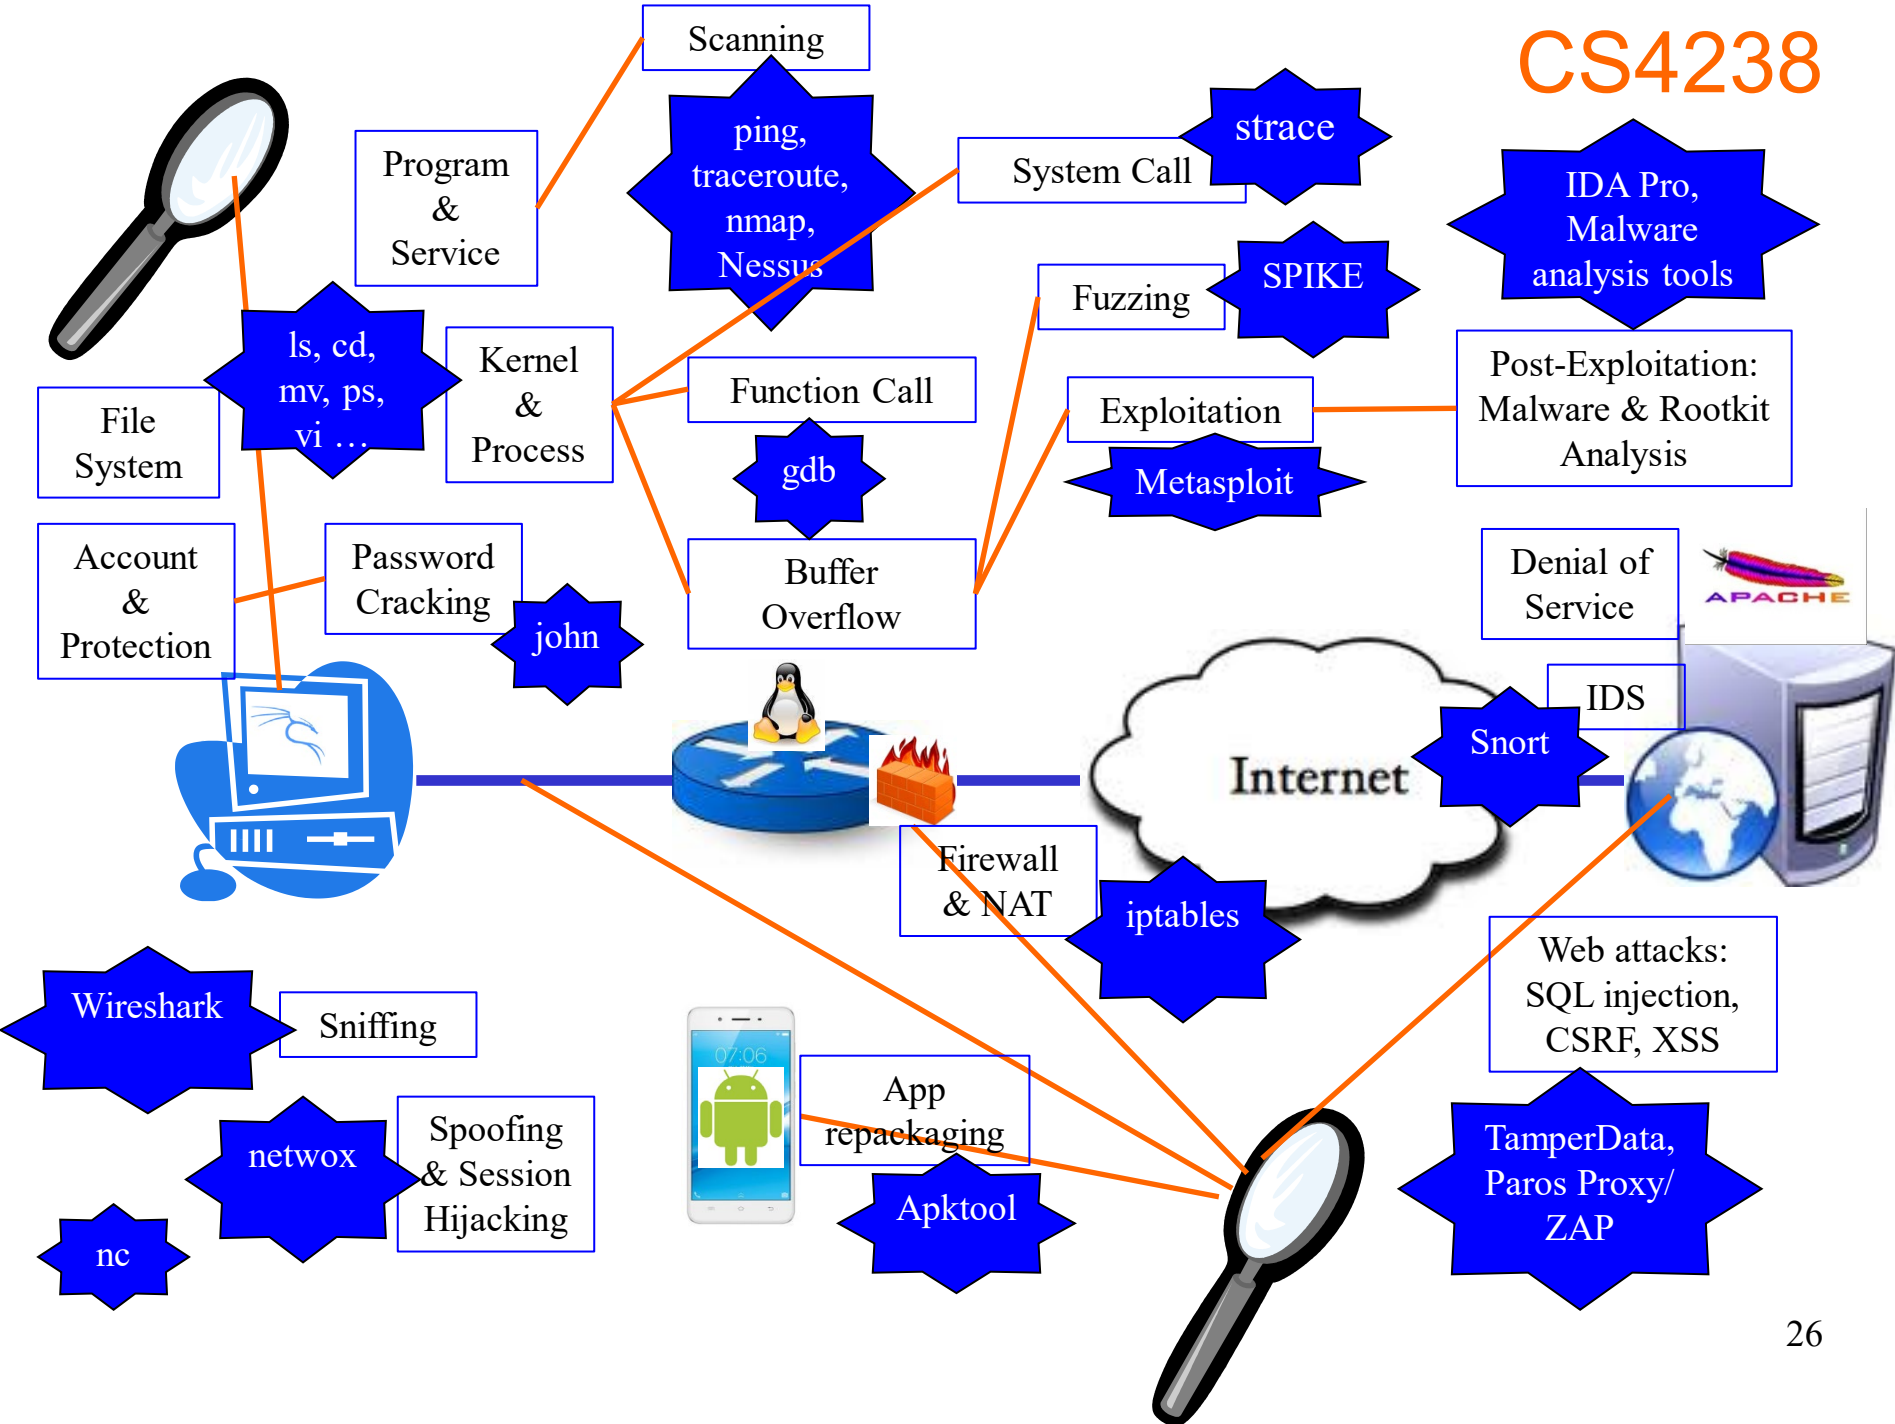 CS4238
Scanning
ping,
traceroute,
nmap,
Nessus
Program
&
Service
System Call
strace
IDA Pro,
Malware
analysis tools
Fuzzing
SPIKE
ls, cd,
mv, ps,
vi …
Kernel
&
Process
Function Call
gdb
Exploitation
Metasploit
Post-Exploitation:
Malware & Rootkit
Analysis
File
System
Account
&
Protection
Password
Cracking
john
Buffer
Overflow
Denial of
Service
APACHE
IDS
Snort
Internet
Firewall
& NAT
iptables
Web attacks:
SQL injection,
CSRF, XSS
TamperData,
Paros Proxy/
ZAP
Wireshark
Sniffing
netwox
Spoofing
& Session
Hijacking
nc
07:06
App
repackaging
Apktool
26